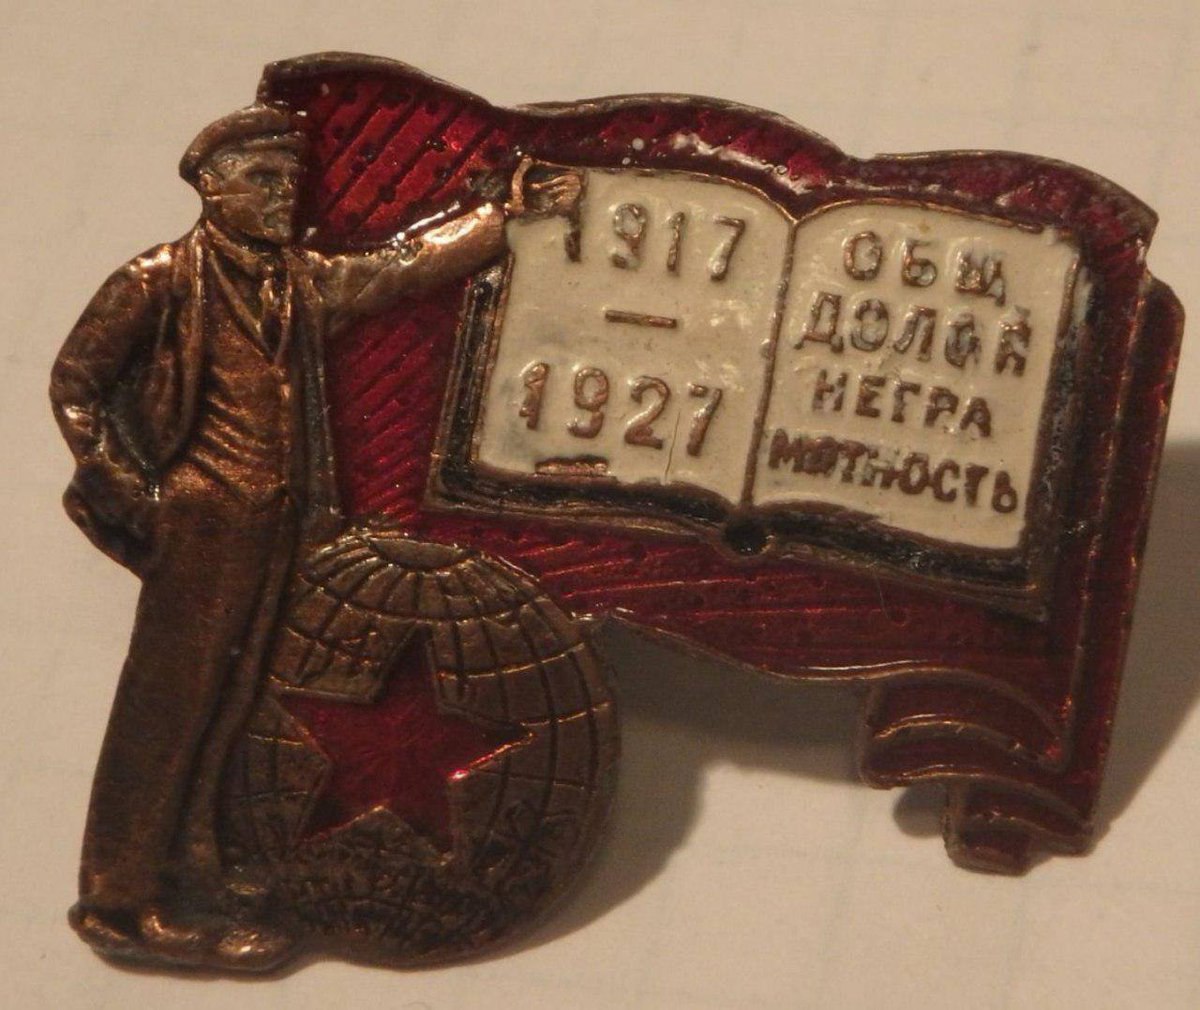 1917
—
1927
ОБЩ
ДОЛОЙ
НЕГРА
МОТНОСТЬ